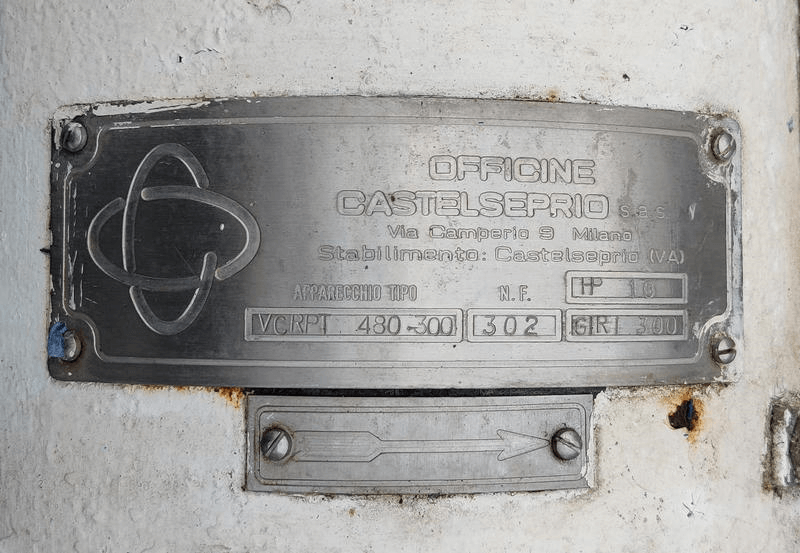 OFFICINE
CASTELSEPRIO s.a.s.
Via Camperio 9 Milano
Stabilimento: Castelseprio (VA)
APPARECCHIO TIPO N.F. HP 10
VCRPT 480-300 302 GIRI 300